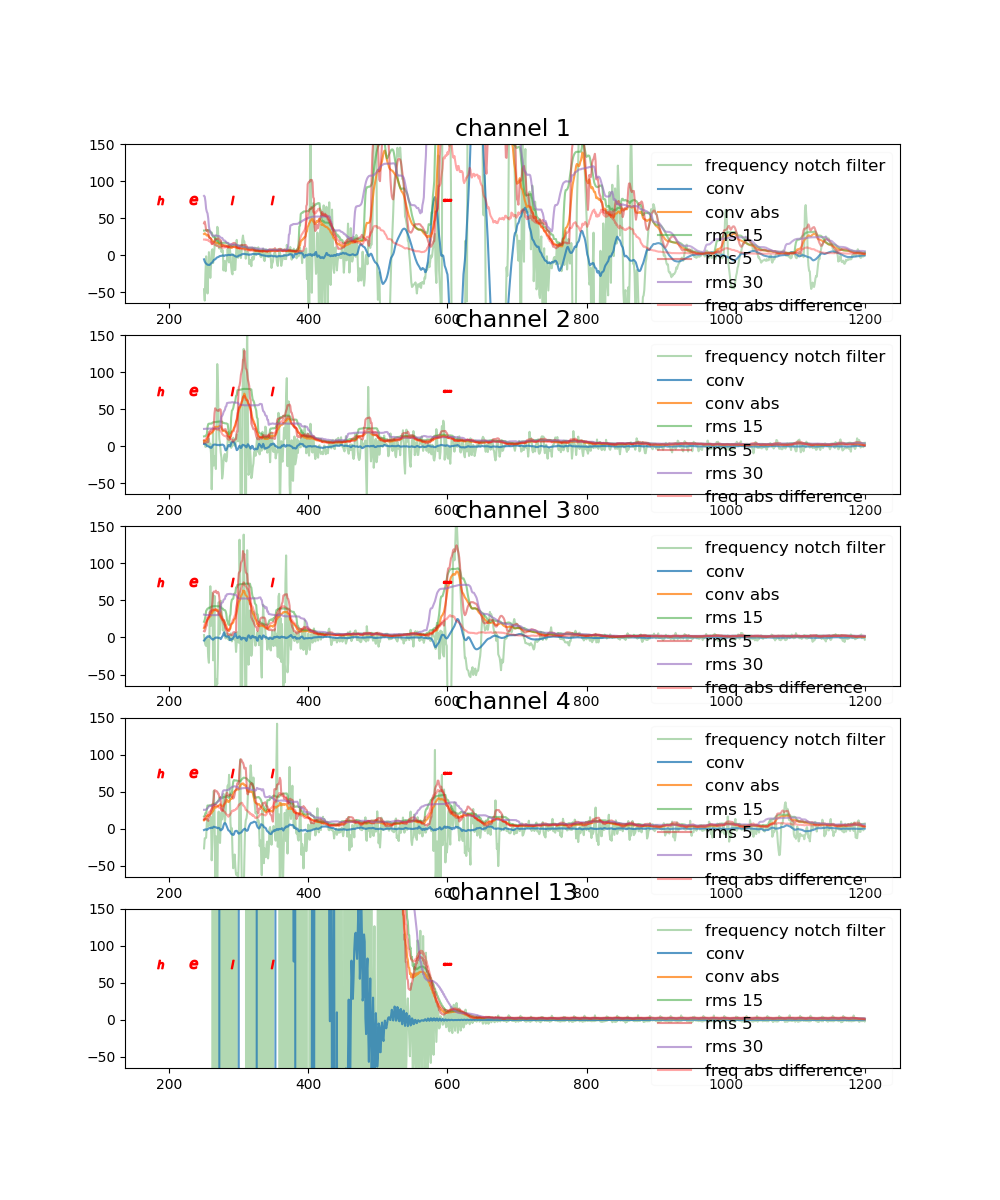 channel 1
150
100
50
0
−50
h e l l -
frequency notch filter
conv
conv abs
rms 15
rms 5
rms 30
freq abs difference
200 400 600 800 1000 1200
channel 2
150
100
50
0
−50
h e l l -
frequency notch filter
conv
conv abs
rms 15
rms 5
rms 30
freq abs difference
200 400 600 800 1000 1200
channel 3
150
100
50
0
−50
h e l l -
frequency notch filter
conv
conv abs
rms 15
rms 5
rms 30
freq abs difference
200 400 600 800 1000 1200
channel 4
150
100
50
0
−50
h e l l -
frequency notch filter
conv
conv abs
rms 15
rms 5
rms 30
freq abs difference
200 400 600 800 1000 1200
channel 13
150
100
50
0
−50
h e l l -
frequency notch filter
conv
conv abs
rms 15
rms 5
rms 30
freq abs difference
200 400 600 800 1000 1200